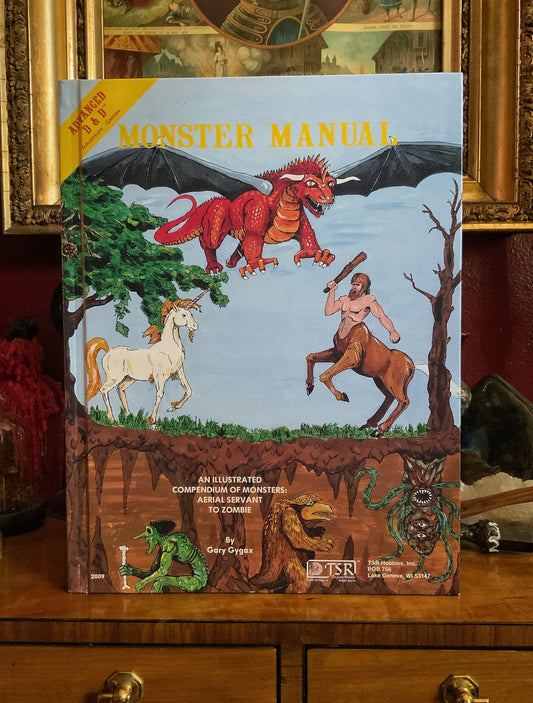 ADVANCED
D & D™
Adventure Games
MONSTER MANUAL
AN ILLUSTRATED
COMPENDIUM OF MONSTERS:
AERIAL SERVANT
TO ZOMBIE
By
Gary Gygax
2009
TSR
TSR Hobbies, Inc.
POB 756
Lake Geneva, WI 53147